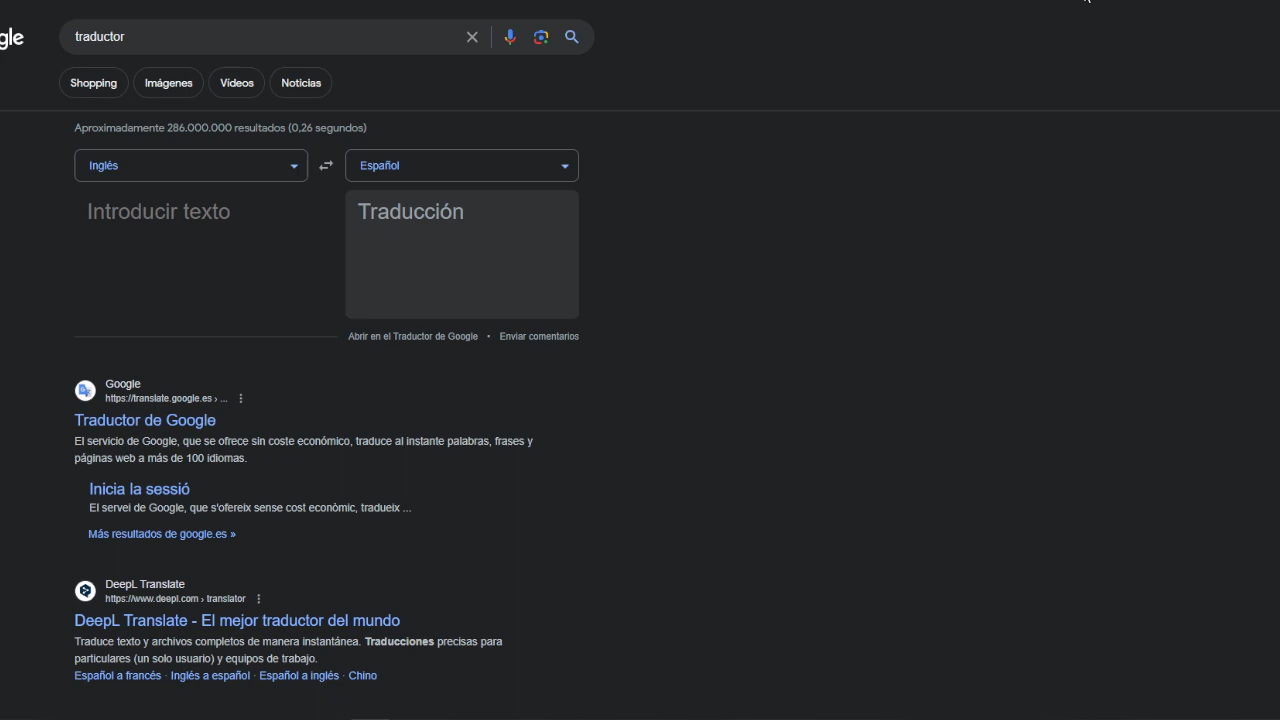 gle
traductor
Shopping
Imágenes
Vídeos
Noticias
Aproximadamente 286.000.000 resultados (0,26 segundos)
Inglés
Español
Introducir texto
Traducción
Abrir en el Traductor de Google • Enviar comentarios
Google
https://translate.google.es › ...
Traductor de Google
El servicio de Google, que se ofrece sin coste económico, traduce al instante palabras, frases y
páginas web a más de 100 idiomas.
Inicia la sessió
El servei de Google, que s'ofereix sense cost econòmic, tradueix ...
Más resultados de google.es »
DeepL Translate
https://www.deepl.com › translator
DeepL Translate - El mejor traductor del mundo
Traduce texto y archivos completos de manera instantánea. Traducciones precisas para
particulares (un solo usuario) y equipos de trabajo.
Español a francés · Inglés a español · Español a inglés · Chino